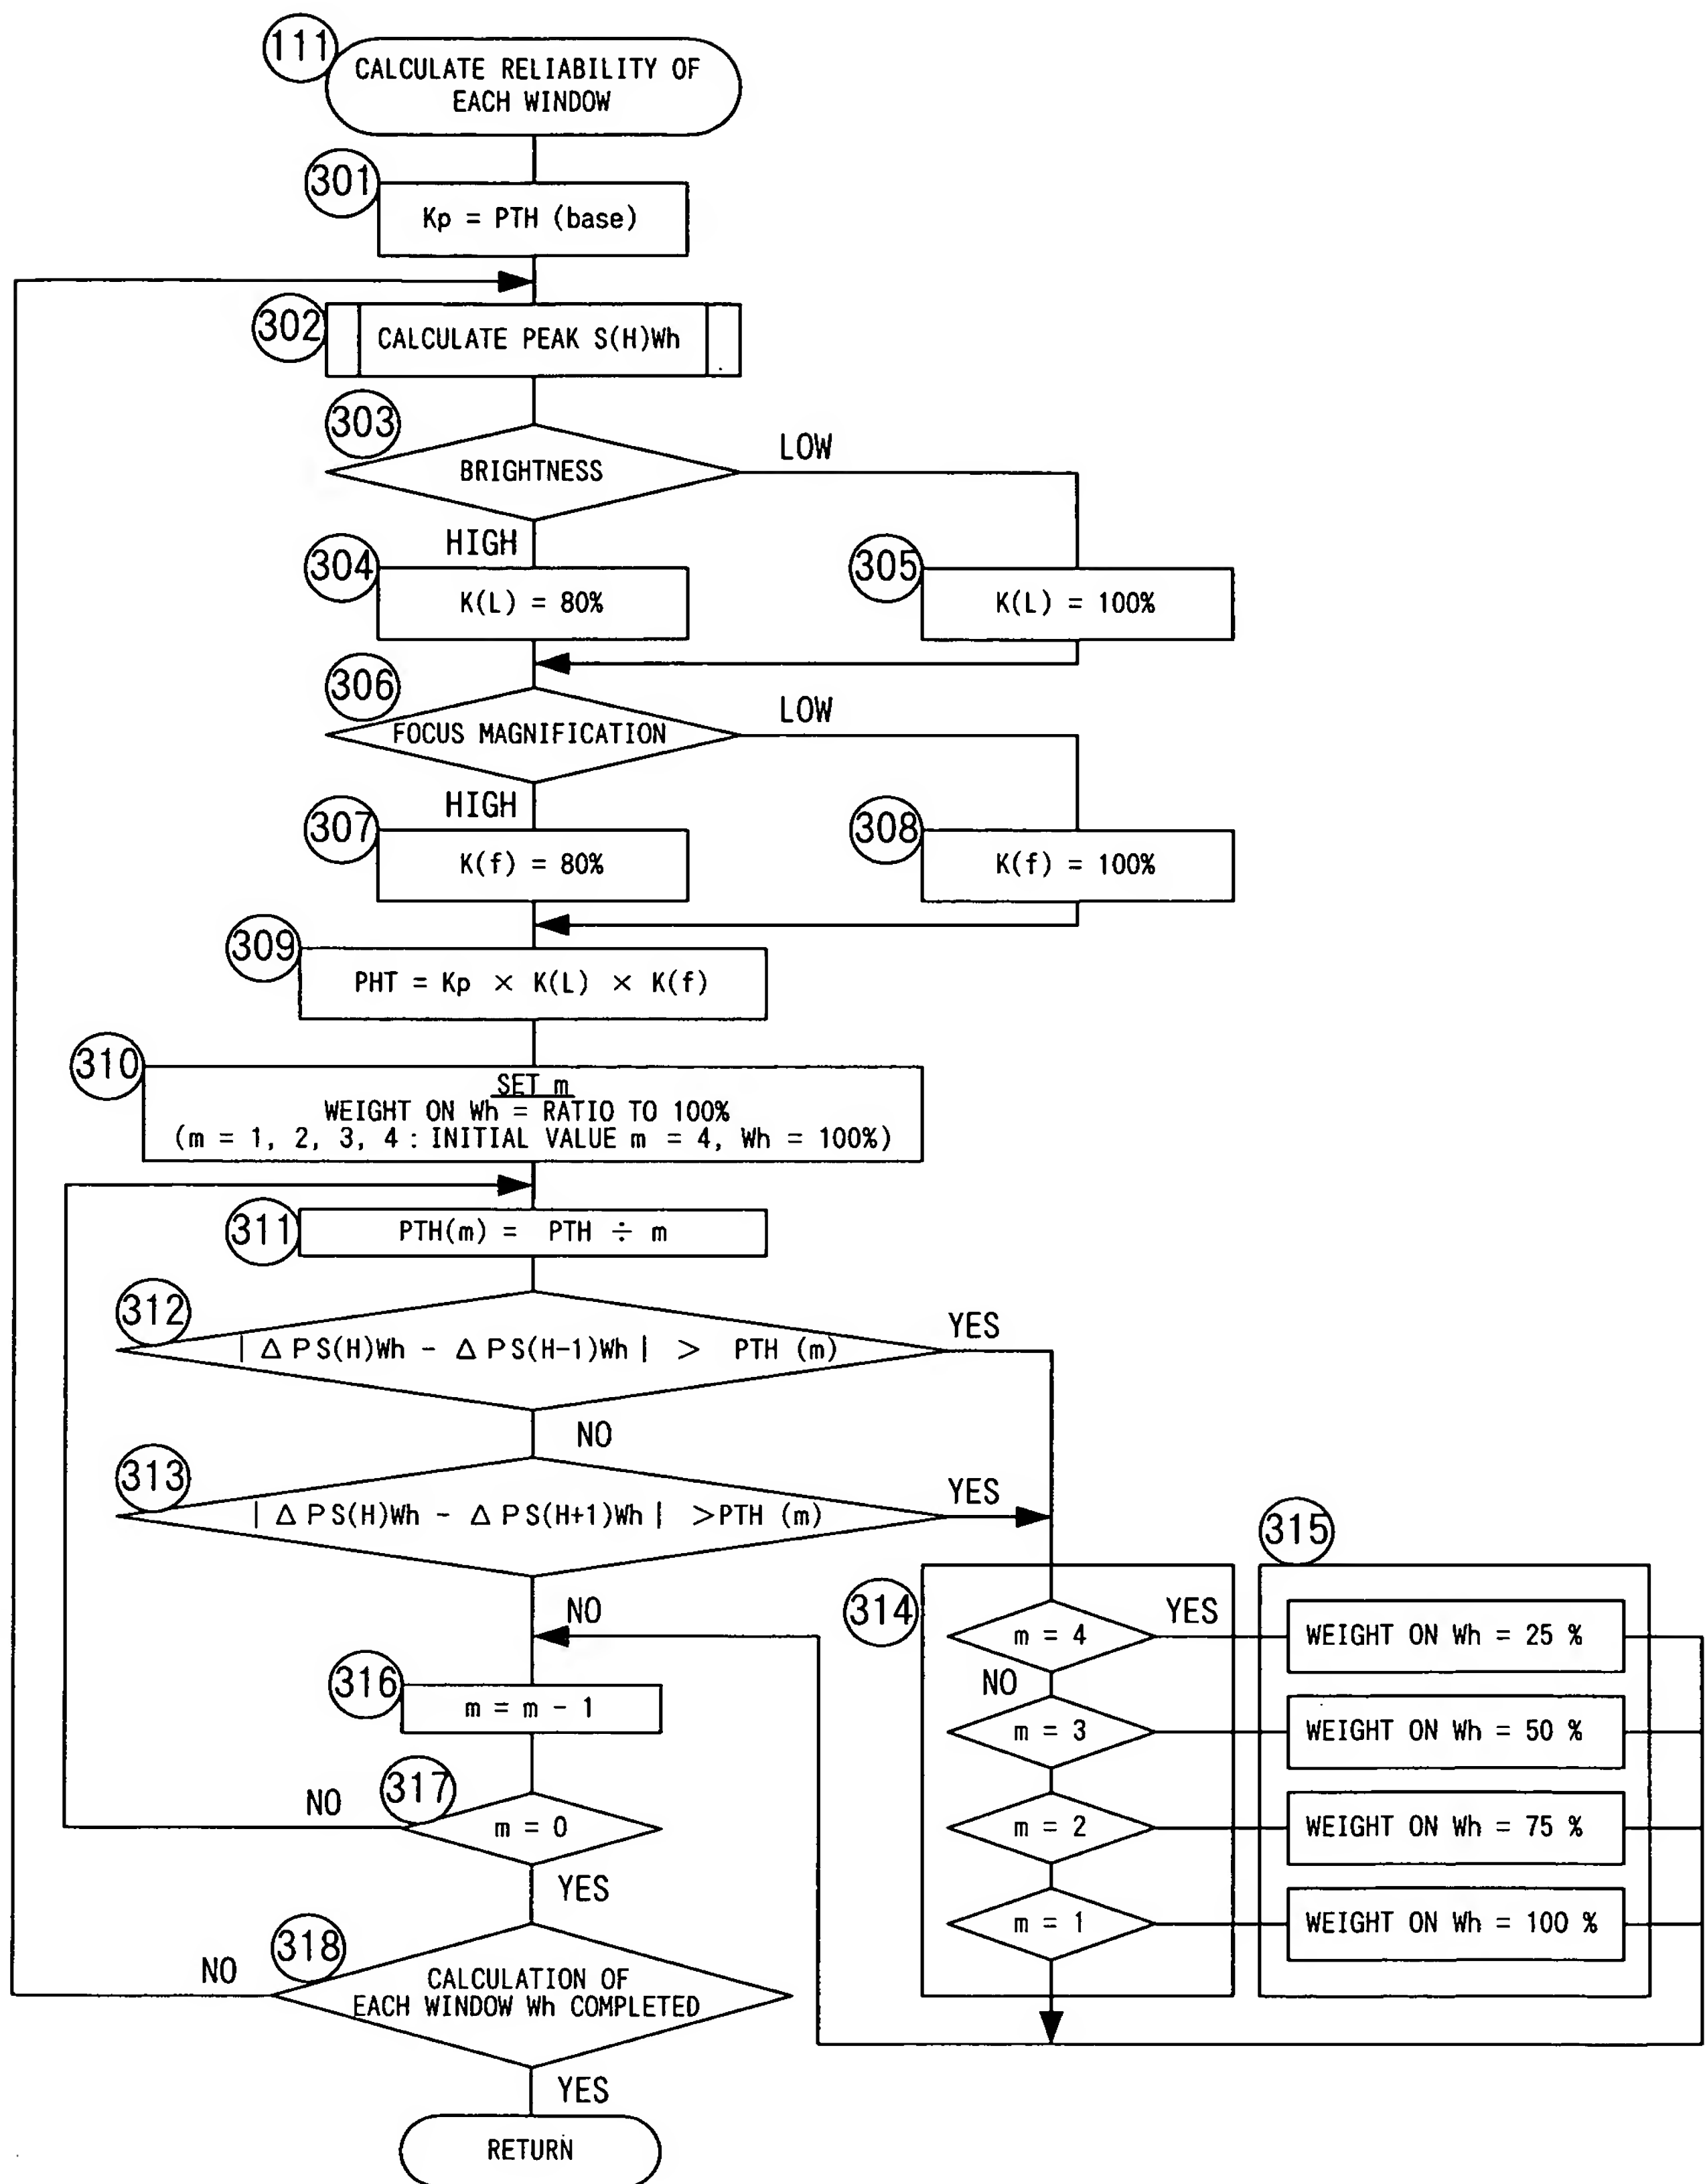 111
CALCULATE RELIABILITY OF
EACH WINDOW
301
Kp = PTH (base)
302
CALCULATE PEAK S(H)Wh
303
BRIGHTNESS
LOW
HIGH
304
K(L) = 80%
305
K(L) = 100%
306
FOCUS MAGNIFICATION
LOW
HIGH
307
K(f) = 80%
308
K(f) = 100%
309
PHT = Kp × K(L) × K(f)
310
SET m
WEIGHT ON Wh = RATIO TO 100%
(m = 1, 2, 3, 4 : INITIAL VALUE m = 4, Wh = 100%)
311
PTH(m) = PTH ÷ m
312
| Δ PS(H)Wh - Δ PS(H-1)Wh | > PTH (m)
YES
NO
313
| Δ PS(H)Wh - Δ PS(H+1)Wh | >PTH (m)
YES
NO
314
m = 4
YES
NO
m = 3
m = 2
m = 1
315
WEIGHT ON Wh = 25 %
WEIGHT ON Wh = 50 %
WEIGHT ON Wh = 75 %
WEIGHT ON Wh = 100 %
316
m = m - 1
317
m = 0
NO
YES
318
CALCULATION OF
EACH WINDOW Wh COMPLETED
NO
YES
RETURN